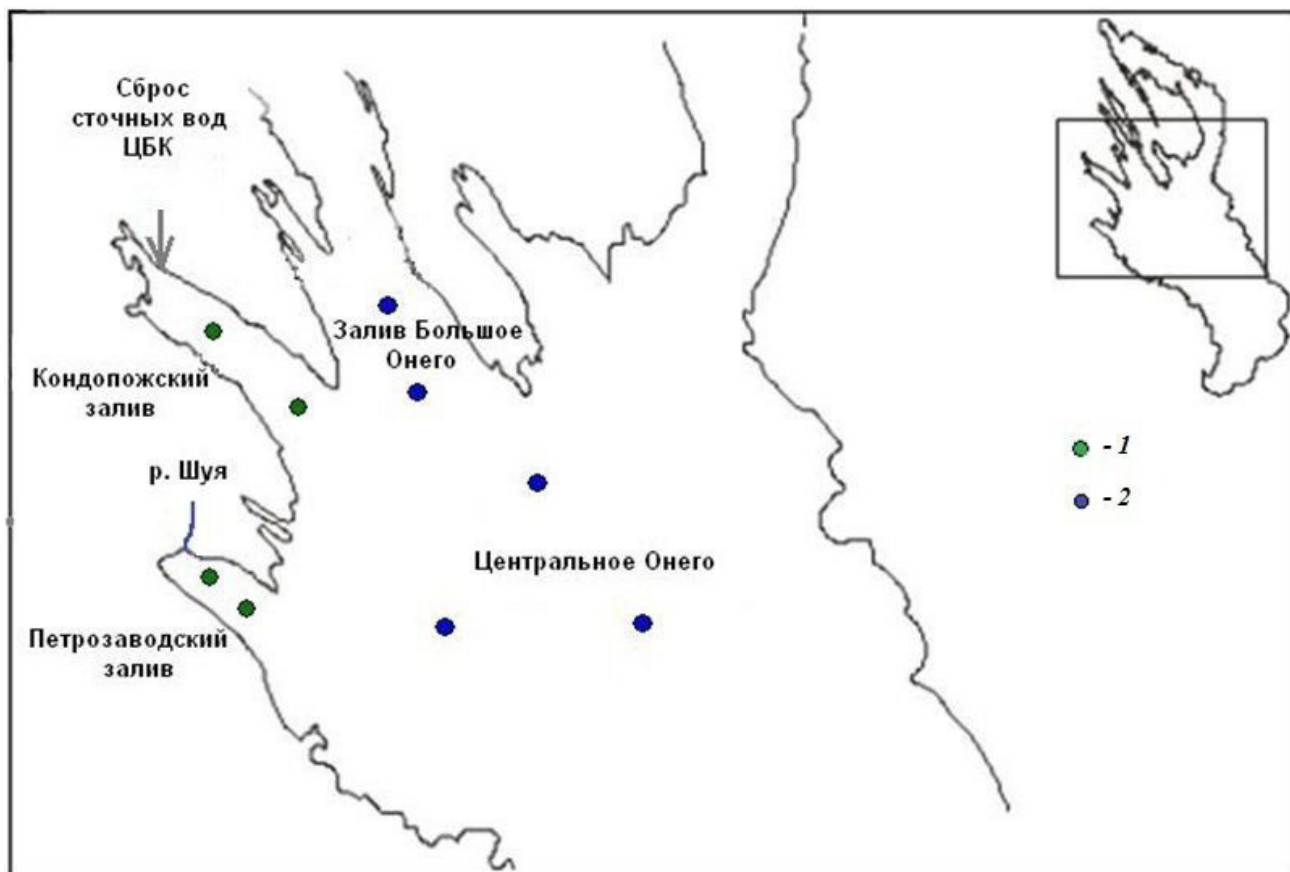 Сброс
сточных вод
ЦБК
Залив Большое
Онего
Кондопожский
залив
р. Шуя
- 1
- 2
Центральное Онего
Петрозаводский
залив